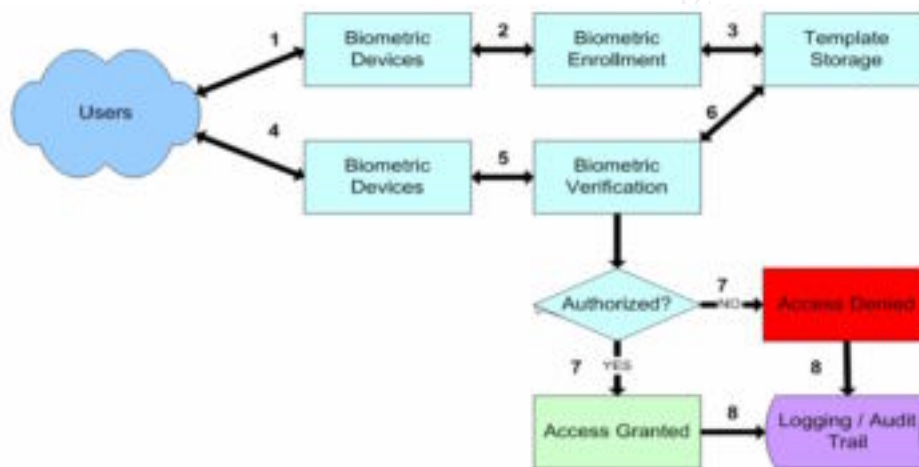 1
Biometric
Devices
2
Biometric
Enrollment
3
Template
Storage
Users
4
Biometric
Devices
5
Biometric
Verification
6
Authorized?
7
NO
Access Denied
7
YES
8
Access Granted
8
Logging / Audit
Trail